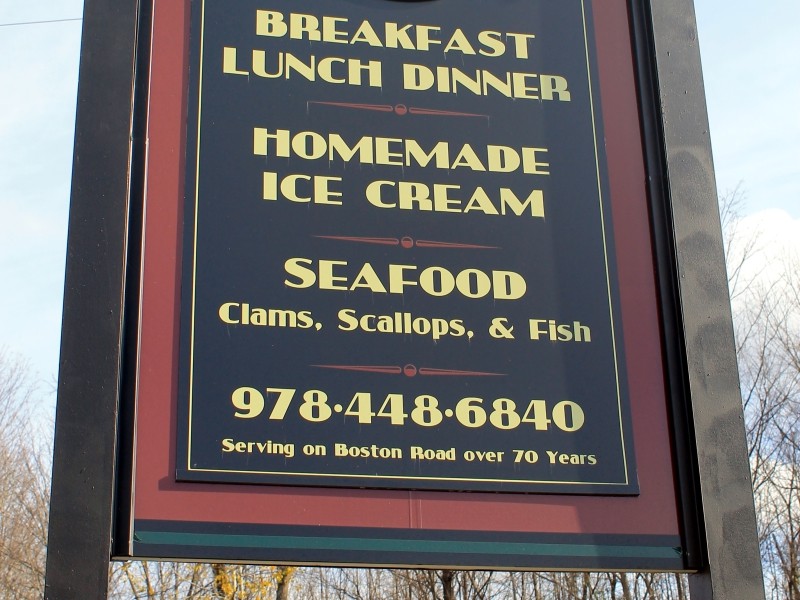 BREAKFAST
LUNCH DINNER
HOMEMADE
ICE CREAM
SEAFOOD
Clams, Scallops, & Fish
978·448·6840
Serving on Boston Road over 70 Years